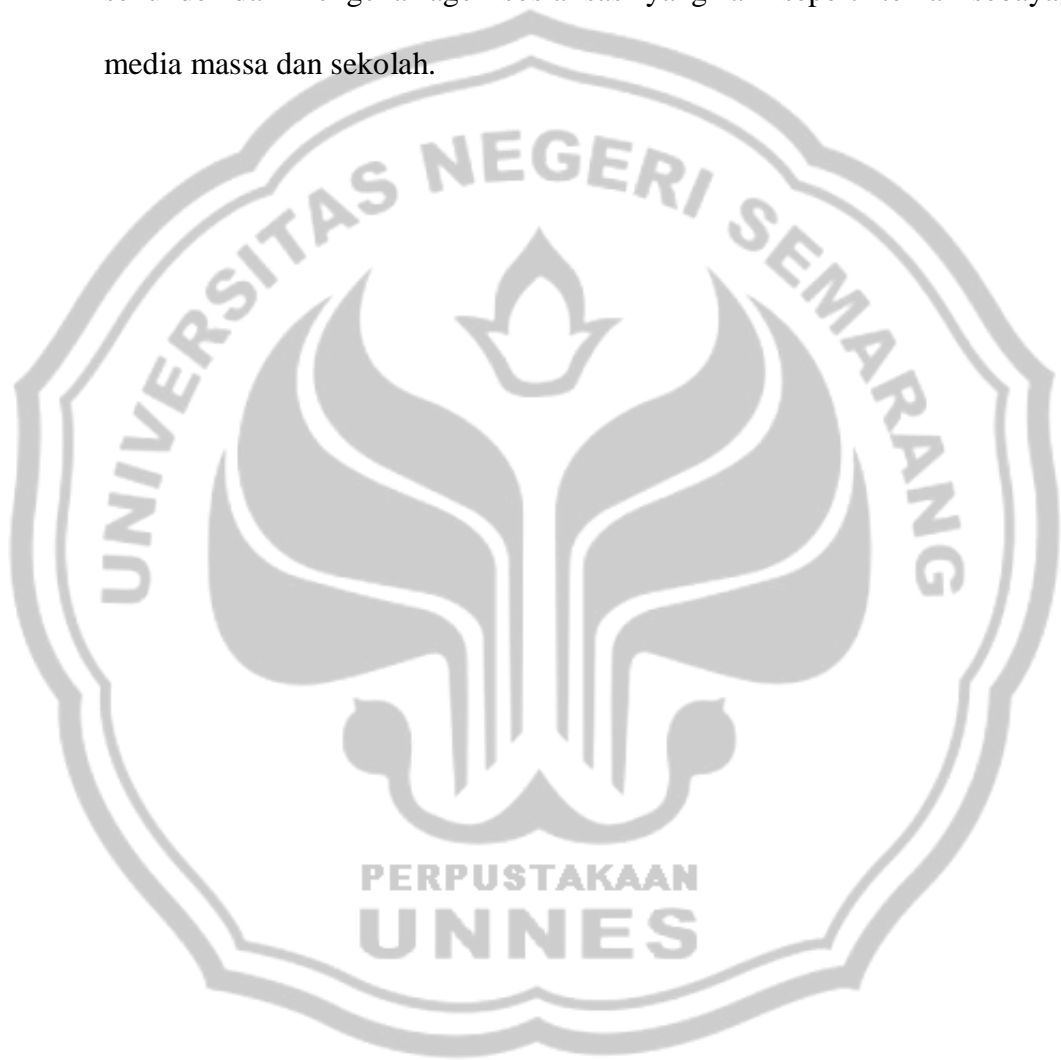 media massa dan sekolah.
UNIVERSITAS NEGERI SEMARANG
PERPUSTAKAAN
UNNES